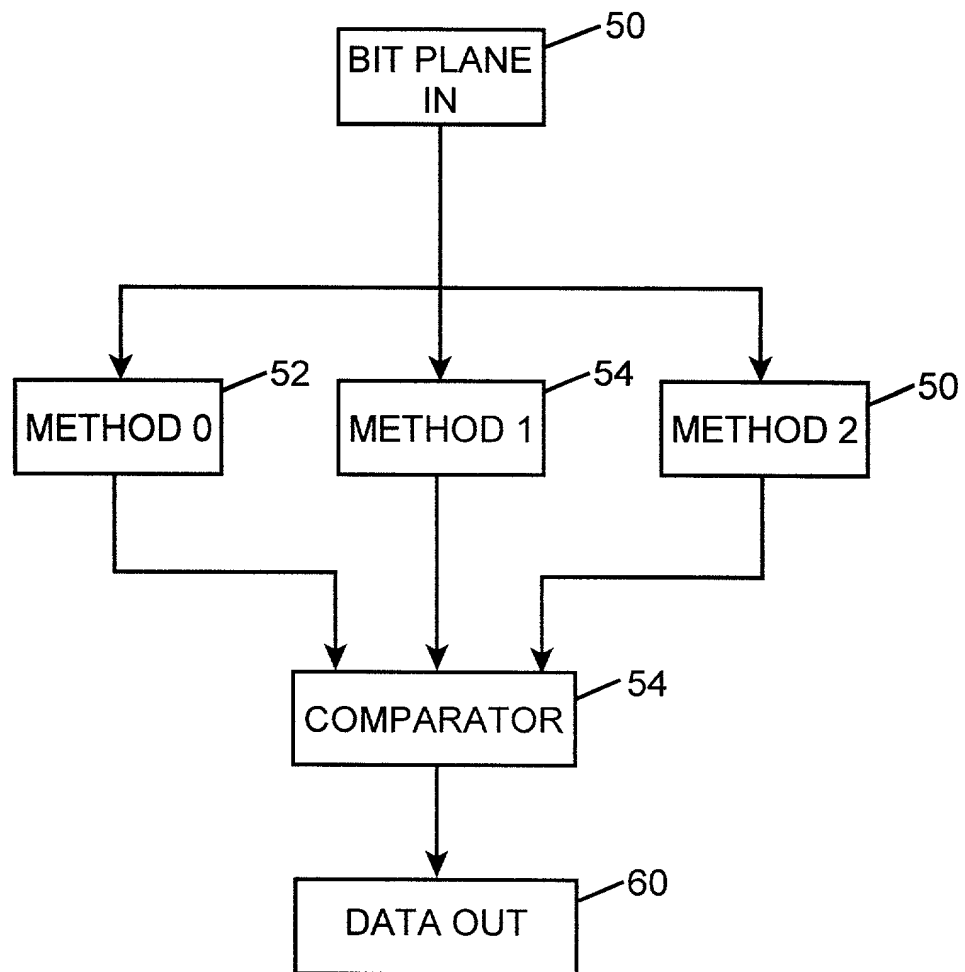 50
BIT PLANE
IN
52
54
50
METHOD 0
METHOD 1
METHOD 2
54
COMPARATOR
60
DATA OUT